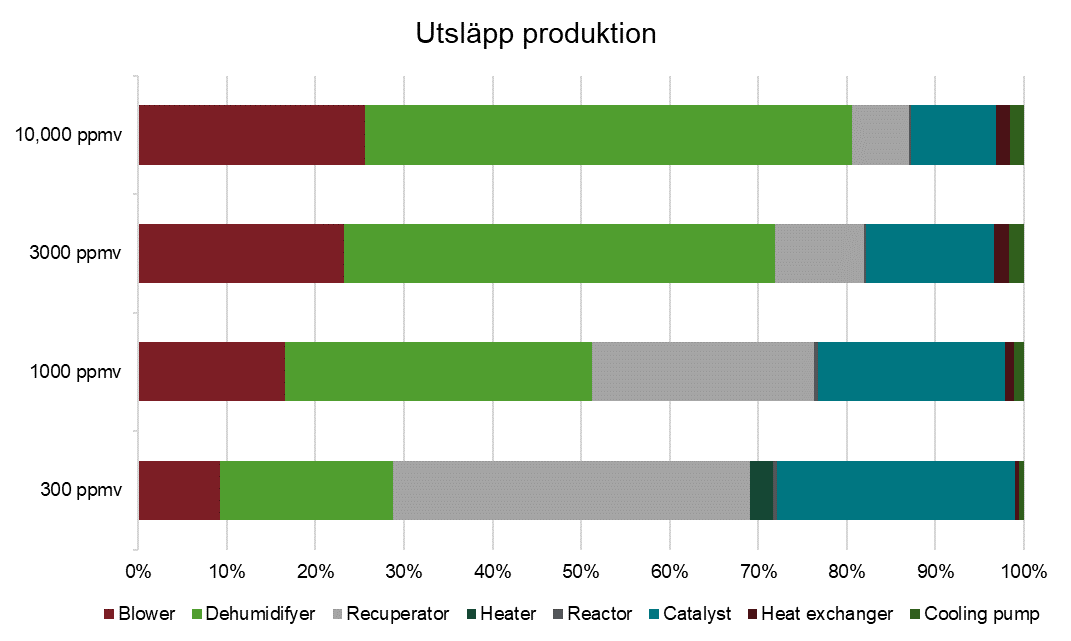 Utsläpp produktion
10,000 ppmv
3000 ppmv
1000 ppmv
300 ppmv
0% 10% 20% 30% 40% 50% 60% 70% 80% 90% 100%
Blower Dehumidifyer Recuperator Heater Reactor Catalyst Heat exchanger Cooling pump